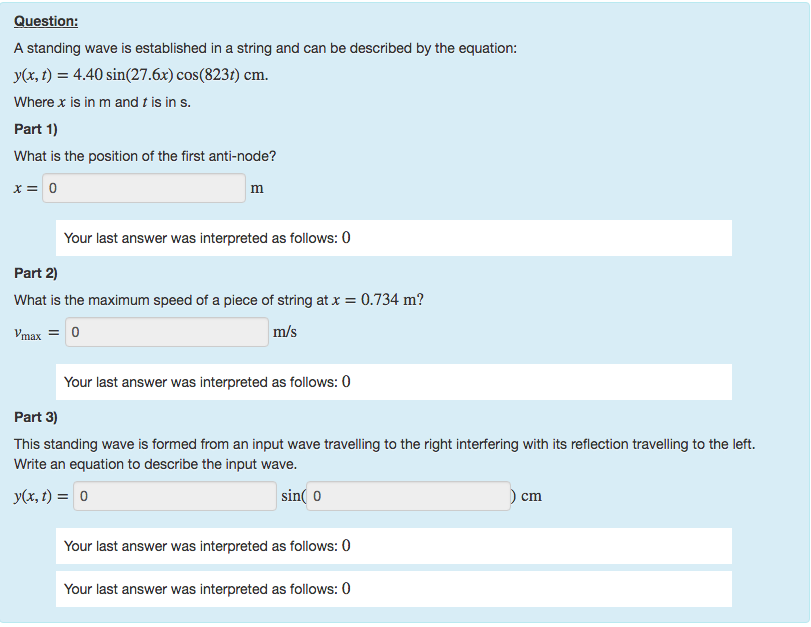 Question:
A standing wave is established in a string and can be described by the equation:
y(x, t) = 4.40 sin(27.6x) cos(823t) cm.
Where x is in m and t is in s.
Part 1)
What is the position of the first anti-node?
x = 0 m
Your last answer was interpreted as follows: 0
Part 2)
What is the maximum speed of a piece of string at x = 0.734 m?
vmax = 0 m/s
Your last answer was interpreted as follows: 0
Part 3)
This standing wave is formed from an input wave travelling to the right interfering with its reflection travelling to the left.
Write an equation to describe the input wave.
y(x, t) = 0 sin( 0 ) cm
Your last answer was interpreted as follows: 0
Your last answer was interpreted as follows: 0